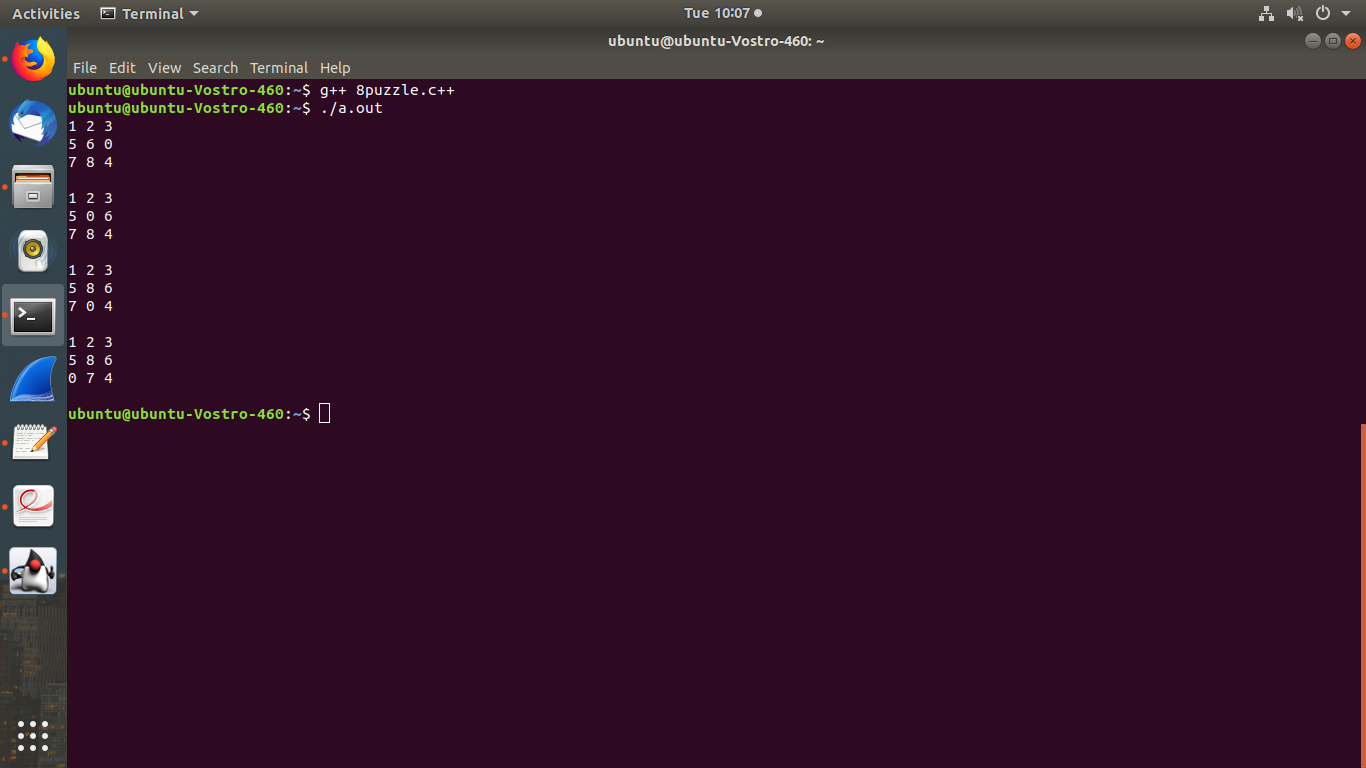 Activities Terminal Tue 10:07
ubuntu@ubuntu-Vostro-460: ~
File Edit View Search Terminal Help
ubuntu@ubuntu-Vostro-460:~$ g++ 8puzzle.c++
ubuntu@ubuntu-Vostro-460:~$ ./a.out
1 2 3
5 6 0
7 8 4
1 2 3
5 0 6
7 8 4
1 2 3
5 8 6
7 0 4
1 2 3
5 8 6
0 7 4
ubuntu@ubuntu-Vostro-460:~$